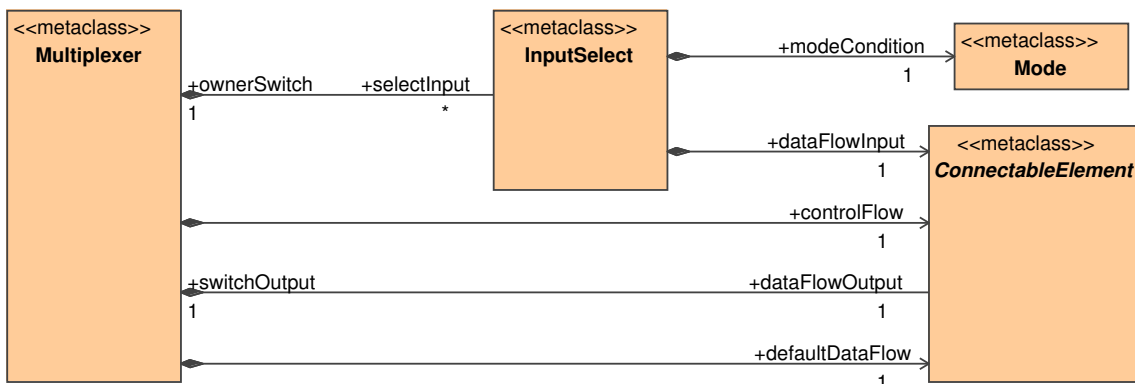 <<metaclass>>
Multiplexer
+ownerSwitch
1
+selectInput
*
<<metaclass>>
InputSelect
+modeCondition
1
<<metaclass>>
Mode
+dataFlowInput
1
<<metaclass>>
ConnectableElement
+controlFlow
1
+switchOutput
1
+dataFlowOutput
1
+defaultDataFlow
1